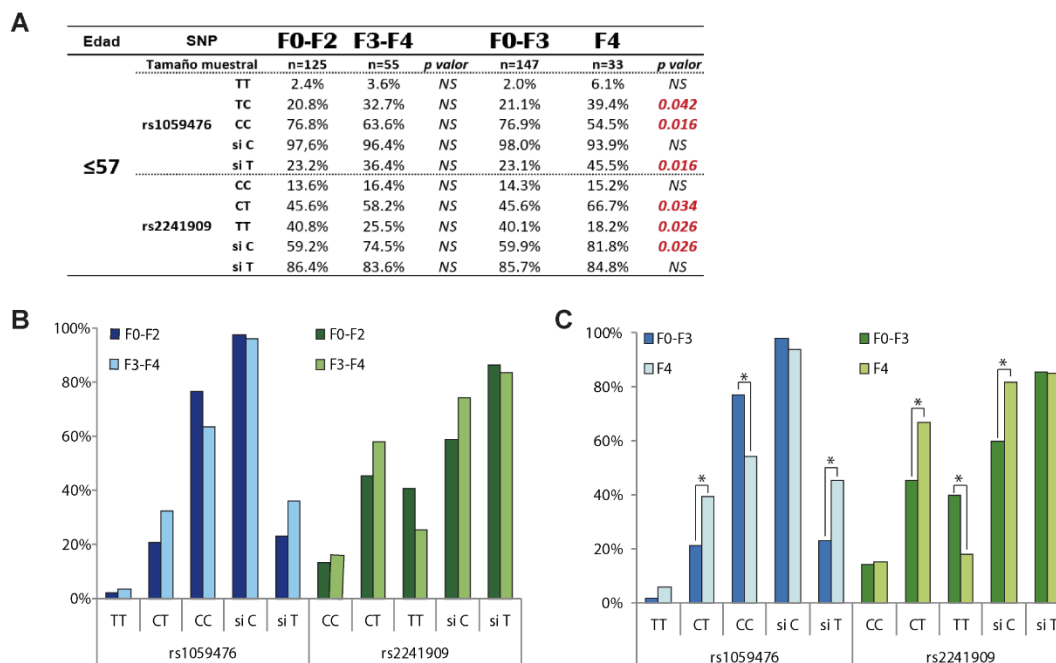 A
Edad SNP F0-F2 F3-F4 F0-F3 F4
Tamaño muestral n=125 n=55 p valor n=147 n=33 p valor
TT 2.4% 3.6% NS 2.0% 6.1% NS
TC 20.8% 32.7% NS 21.1% 39.4% 0.042
rs1059476 CC 76.8% 63.6% NS 76.9% 54.5% 0.016
si C 97,6% 96.4% NS 98.0% 93.9% NS
≤57 si T 23.2% 36.4% NS 23.1% 45.5% 0.016
CC 13.6% 16.4% NS 14.3% 15.2% NS
CT 45.6% 58.2% NS 45.6% 66.7% 0.034
rs2241909 TT 40.8% 25.5% NS 40.1% 18.2% 0.026
si C 59.2% 74.5% NS 59.9% 81.8% 0.026
si T 86.4% 83.6% NS 85.7% 84.8% NS
B
100%
80%
60%
40%
20%
0%
F0-F2
F3-F4
F0-F2
F3-F4
TT CT CC si C si T CC CT TT si C si T
rs1059476 rs2241909
C
100%
80%
60%
40%
20%
0%
F0-F3
F4
F0-F3
F4
* * * * * *
TT CT CC si C si T CC CT TT si C si T
rs1059476 rs2241909